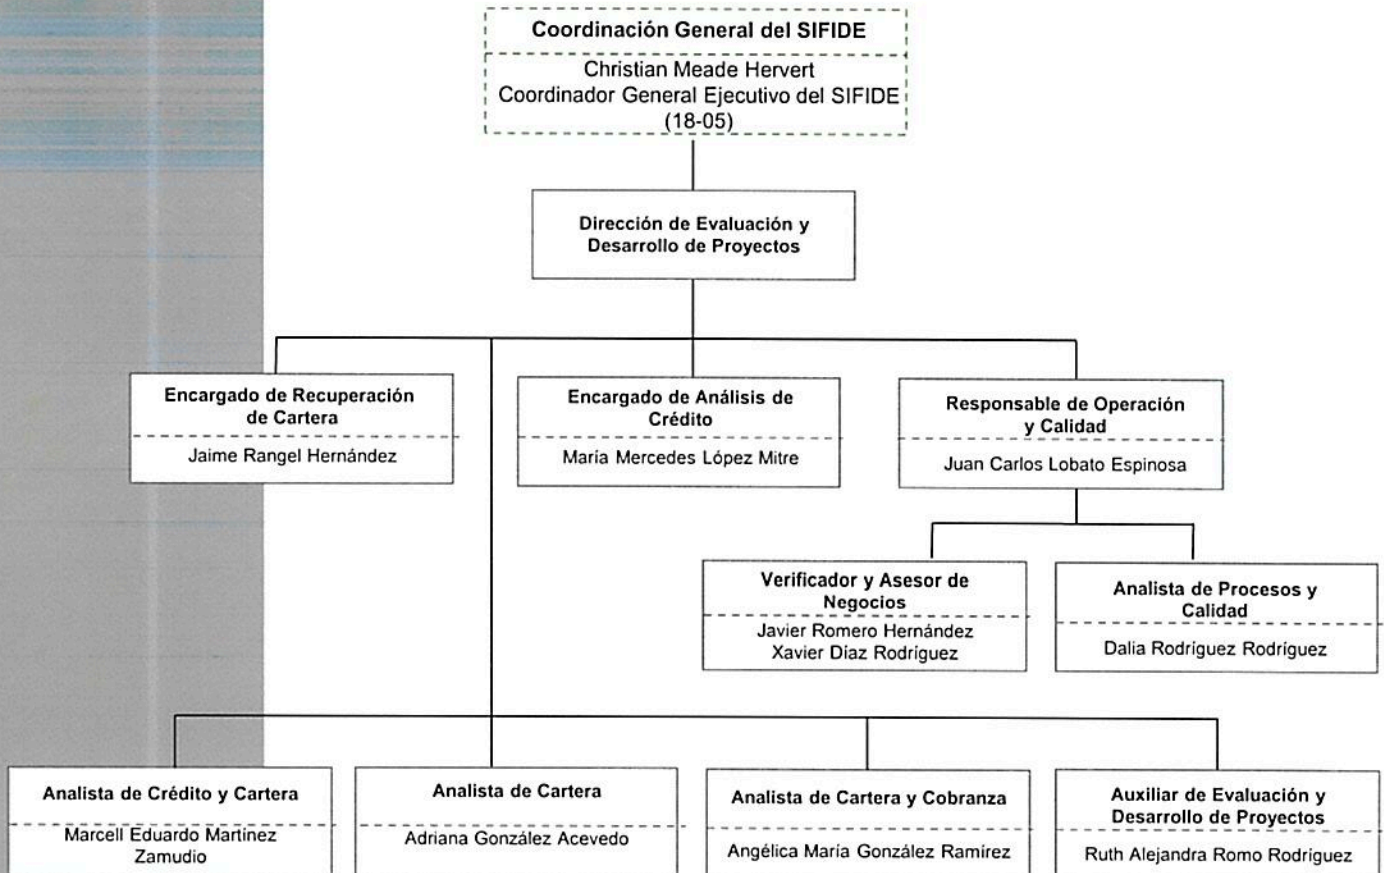 Coordinación General del SIFIDE
Christian Meade Hervert
Coordinador General Ejecutivo del SIFIDE
(18-05)
Dirección de Evaluación y
Desarrollo de Proyectos
Encargado de Recuperación
de Cartera
Jaime Rangel Hernández
Encargado de Análisis de
Crédito
María Mercedes López Mitre
Responsable de Operación
y Calidad
Juan Carlos Lobato Espinosa
Verificador y Asesor de
Negocios
Javier Romero Hernández
Xavier Díaz Rodríguez
Analista de Procesos y
Calidad
Dalia Rodríguez Rodríguez
Analista de Crédito y Cartera
Marcell Eduardo Martínez
Zamudio
Analista de Cartera
Adriana González Acevedo
Analista de Cartera y Cobranza
Angélica María González Ramírez
Auxiliar de Evaluación y
Desarrollo de Proyectos
Ruth Alejandra Romo Rodríguez